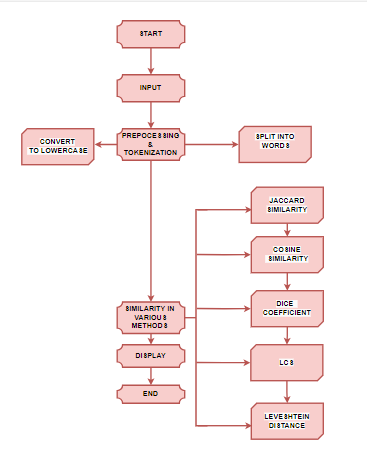 START
INPUT
PREPOCESSING
&
TOKENIZATION
CONVERT
TO LOWERCASE
SPLIT INTO
WORDS
JACCARD
SIMILARITY
COSINE
SIMILARITY
DICE
COEFFICIENT
LCS
LEVESHTEIN
DISTANCE
SIMILARITY IN
VARIOUS
METHODS
DISPLAY
END